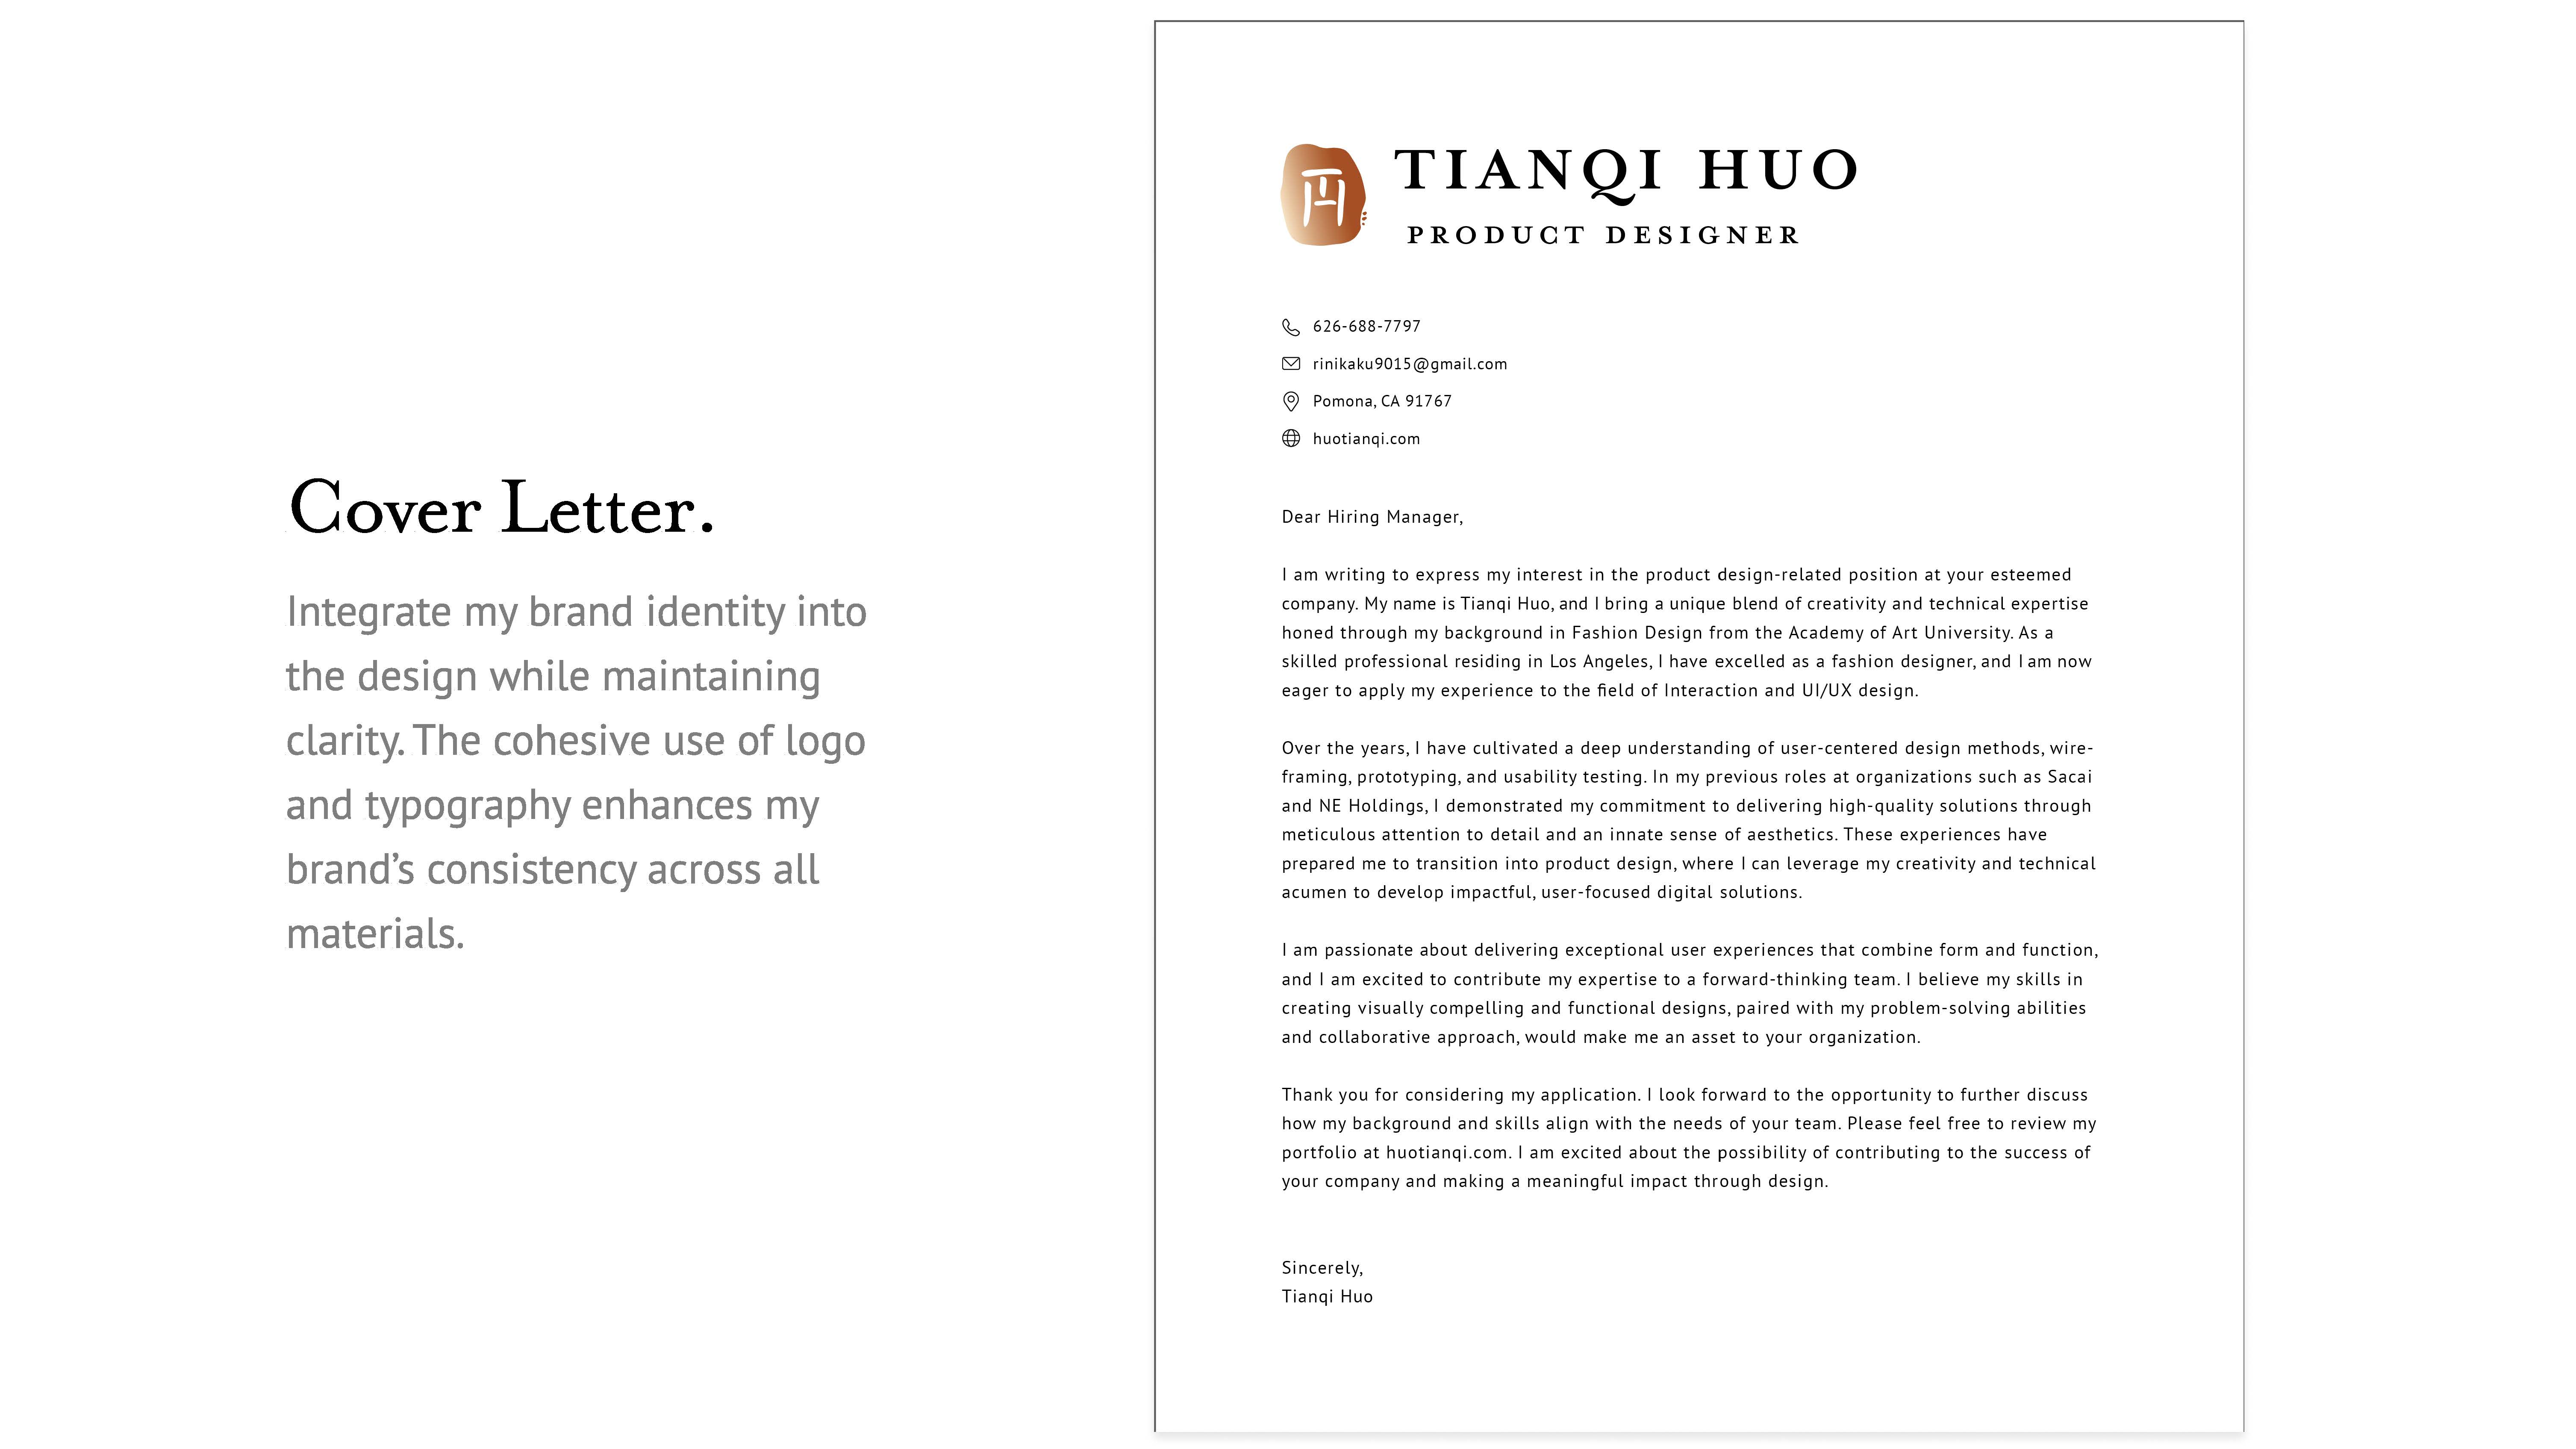 Cover Letter.
Integrate my brand identity into
the design while maintaining
clarity. The cohesive use of logo
and typography enhances my
brand’s consistency across all
materials.
TIANQI HUO
PRODUCT DESIGNER
626-688-7797
rinikaku9015@gmail.com
Pomona, CA 91767
huotianqi.com
Dear Hiring Manager,
I am writing to express my interest in the product design-related position at your esteemed
company. My name is Tianqi Huo, and I bring a unique blend of creativity and technical expertise
honed through my background in Fashion Design from the Academy of Art University. As a
skilled professional residing in Los Angeles, I have excelled as a fashion designer, and I am now
eager to apply my experience to the field of Interaction and UI/UX design.
Over the years, I have cultivated a deep understanding of user-centered design methods, wire-
framing, prototyping, and usability testing. In my previous roles at organizations such as Sacai
and NE Holdings, I demonstrated my commitment to delivering high-quality solutions through
meticulous attention to detail and an innate sense of aesthetics. These experiences have
prepared me to transition into product design, where I can leverage my creativity and technical
acumen to develop impactful, user-focused digital solutions.
I am passionate about delivering exceptional user experiences that combine form and function,
and I am excited to contribute my expertise to a forward-thinking team. I believe my skills in
creating visually compelling and functional designs, paired with my problem-solving abilities
and collaborative approach, would make me an asset to your organization.
Thank you for considering my application. I look forward to the opportunity to further discuss
how my background and skills align with the needs of your team. Please feel free to review my
portfolio at huotianqi.com. I am excited about the possibility of contributing to the success of
your company and making a meaningful impact through design.
Sincerely,
Tianqi Huo